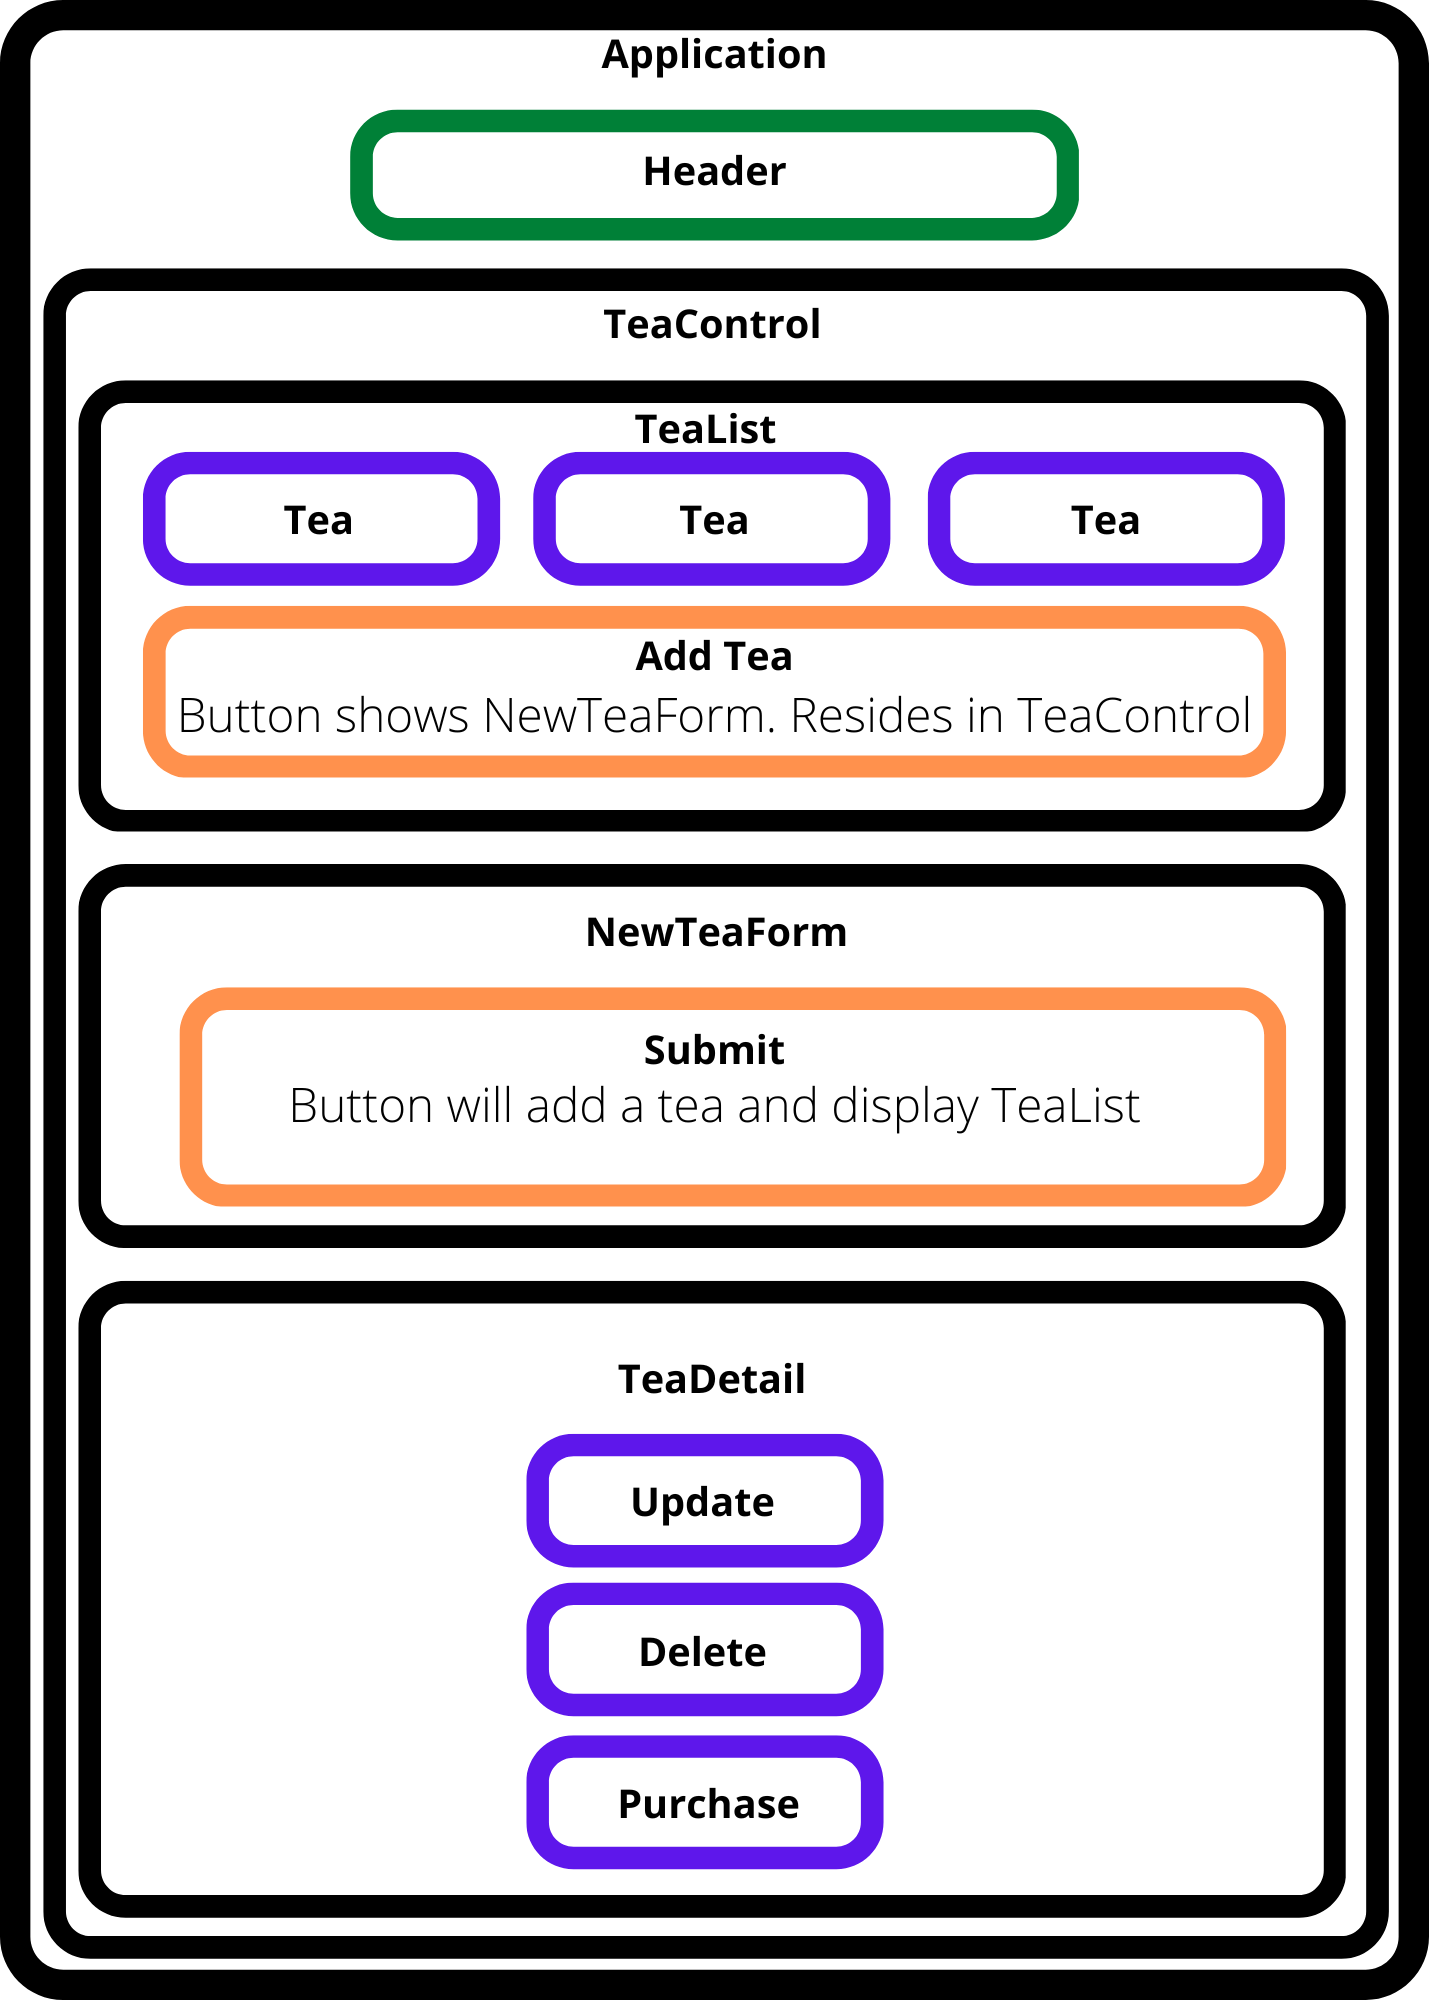 Application
Header
TeaControl
TeaList
Tea
Tea
Tea
Add Tea
Button shows NewTeaForm. Resides in TeaControl
NewTeaForm
Submit
Button will add a tea and display TeaList
TeaDetail
Update
Delete
Purchase